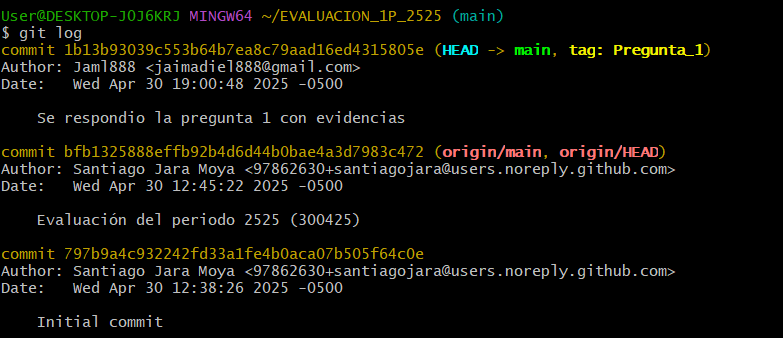 User@DESKTOP-J0J6KRJ MINGW64 ~/EVALUACION_1P_2525 (main)
$ git log
commit 1b13b93039c553b64b7ea8c79aad16ed4315805e (HEAD -> main, tag: Pregunta_1)
Author: Jaml888 <jaimadiel888@gmail.com>
Date:   Wed Apr 30 19:00:48 2025 -0500
    Se respondio la pregunta 1 con evidencias
commit bfb1325888effb92b4d6d44b0bae4a3d7983c472 (origin/main, origin/HEAD)
Author: Santiago Jara Moya <97862630+santiagojara@users.noreply.github.com>
Date:   Wed Apr 30 12:45:22 2025 -0500
    Evaluación del periodo 2525 (300425)
commit 797b9a4c932242fd33a1fe4b0aca07b505f64c0e
Author: Santiago Jara Moya <97862630+santiagojara@users.noreply.github.com>
Date:   Wed Apr 30 12:38:26 2025 -0500
    Initial commit